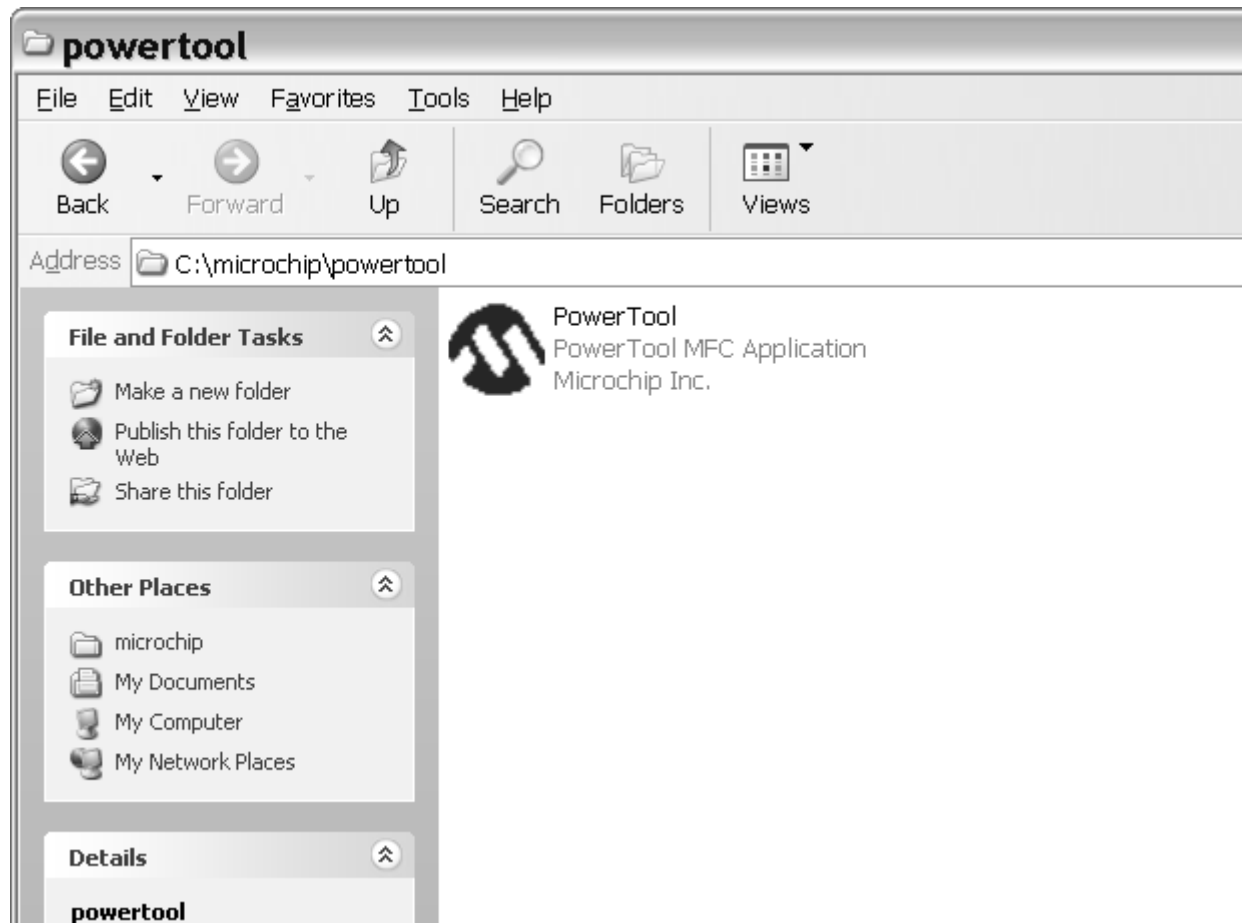 powertool
File Edit View Favorites Tools Help
Back Forward Up Search Folders Views
Address C:\microchip\powertool
File and Folder Tasks
Make a new folder
Publish this folder to the
Web
Share this folder
Other Places
microchip
My Documents
My Computer
My Network Places
Details
powertool
PowerTool
PowerTool MFC Application
Microchip Inc.